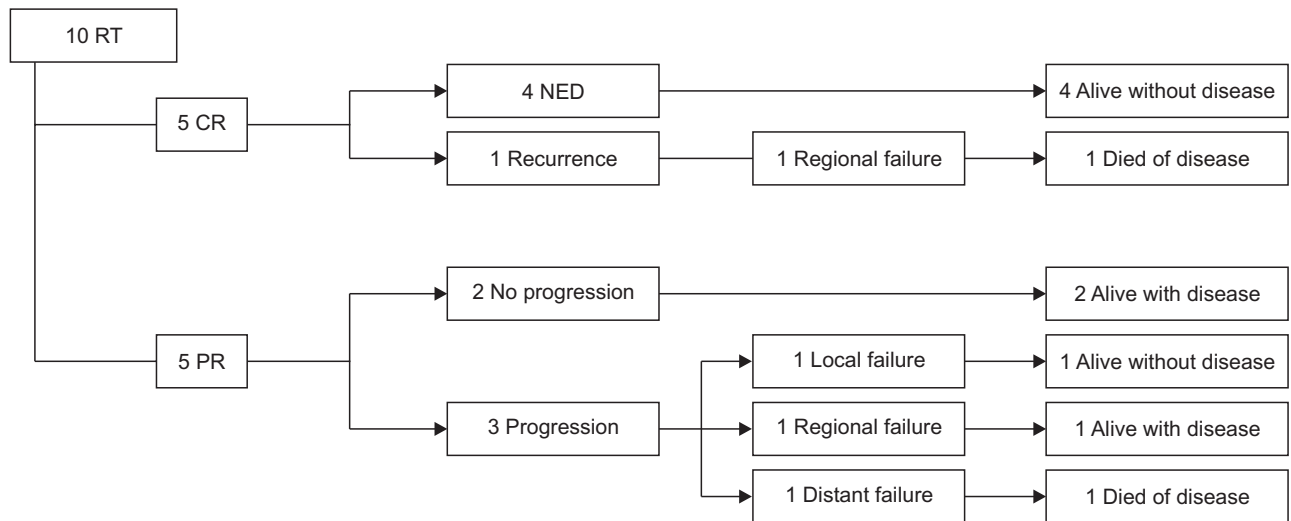 10 RT
5 CR
4 NED
4 Alive without disease
1 Recurrence
1 Regional failure
1 Died of disease
5 PR
2 No progression
2 Alive with disease
3 Progression
1 Local failure
1 Alive without disease
1 Regional failure
1 Alive with disease
1 Distant failure
1 Died of disease